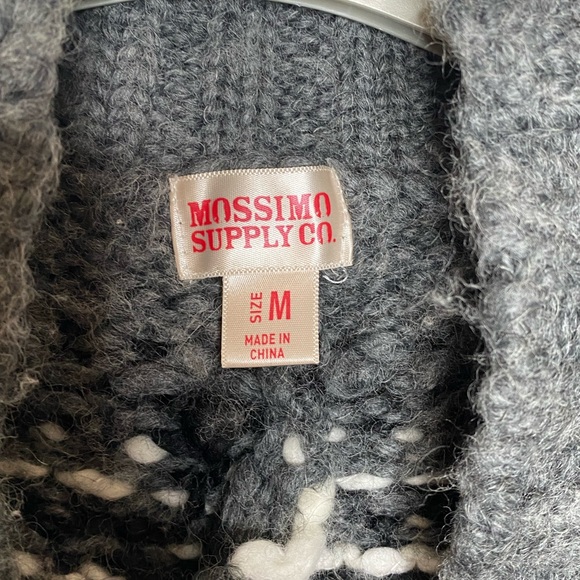 MOSSIMO
SUPPLY CO.
SIZE M
MADE IN
CHINA